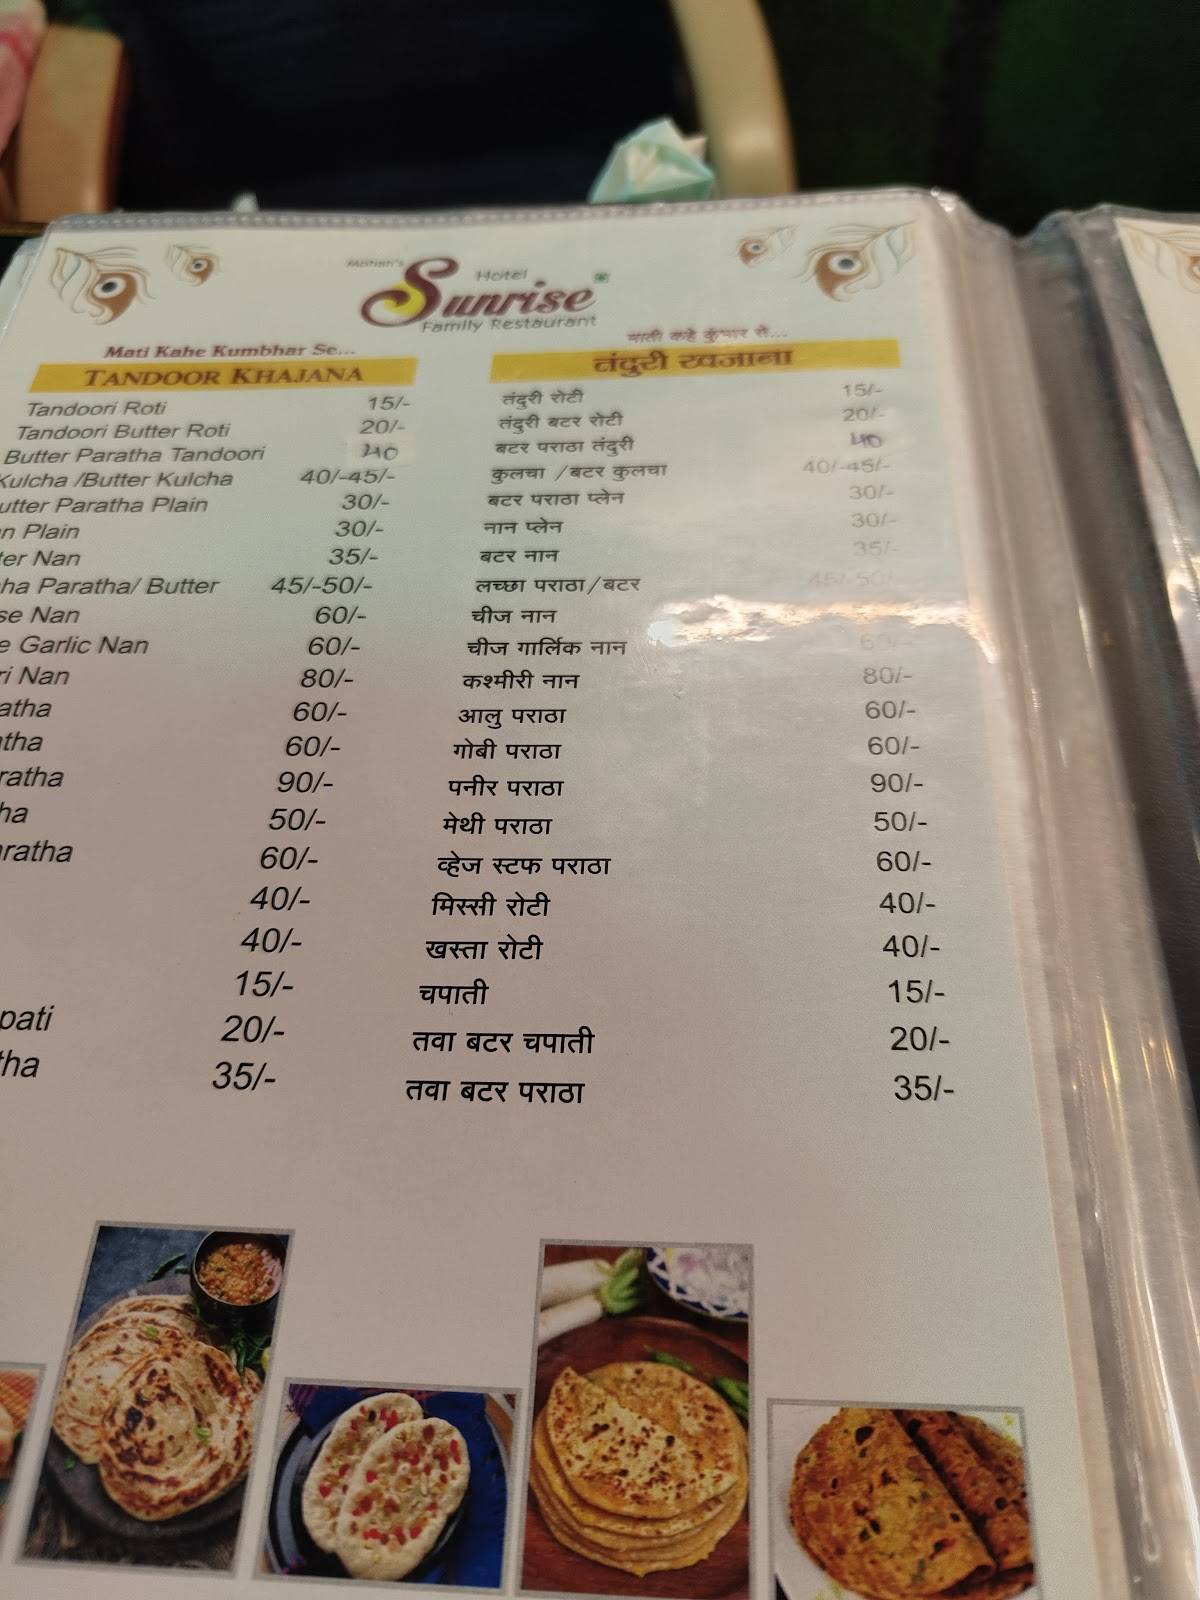 Mohan's
Hotel
Sunrise
Family Restaurant
Mati Kahe Kumbhar Se...
TANDOOR KHAJANA
Tandoori Roti 15/-
Tandoori Butter Roti 20/-
Butter Paratha Tandoori 40
Kulcha /Butter Kulcha 40/-45/-
utter Paratha Plain 30/-
n Plain 30/-
ter Nan 35/-
ha Paratha/ Butter 45/-50/-
se Nan 60/-
e Garlic Nan 60/-
ri Nan 80/-
atha 60/-
atha 60/-
ratha 90/-
ha 50/-
aratha 60/-
40/-
40/-
15/-
pati 20/-
tha 35/-
माती कहे कुंभार से...
तंदुरी खजाना
तंदुरी रोटी 15/-
तंदुरी बटर रोटी 20/-
बटर पराठा तंदुरी 40
कुलचा /बटर कुलचा 40/-45/-
बटर पराठा प्लेन 30/-
नान प्लेन 30/-
बटर नान 35/-
लच्छा पराठा/बटर 45/-50/-
चीज नान
चीज गार्लिक नान 60/-
कश्मीरी नान 80/-
आलु पराठा 60/-
गोबी पराठा 60/-
पनीर पराठा 90/-
मेथी पराठा 50/-
व्हेज स्टफ पराठा 60/-
मिस्सी रोटी 40/-
खस्ता रोटी 40/-
चपाती 15/-
तवा बटर चपाती 20/-
तवा बटर पराठा 35/-